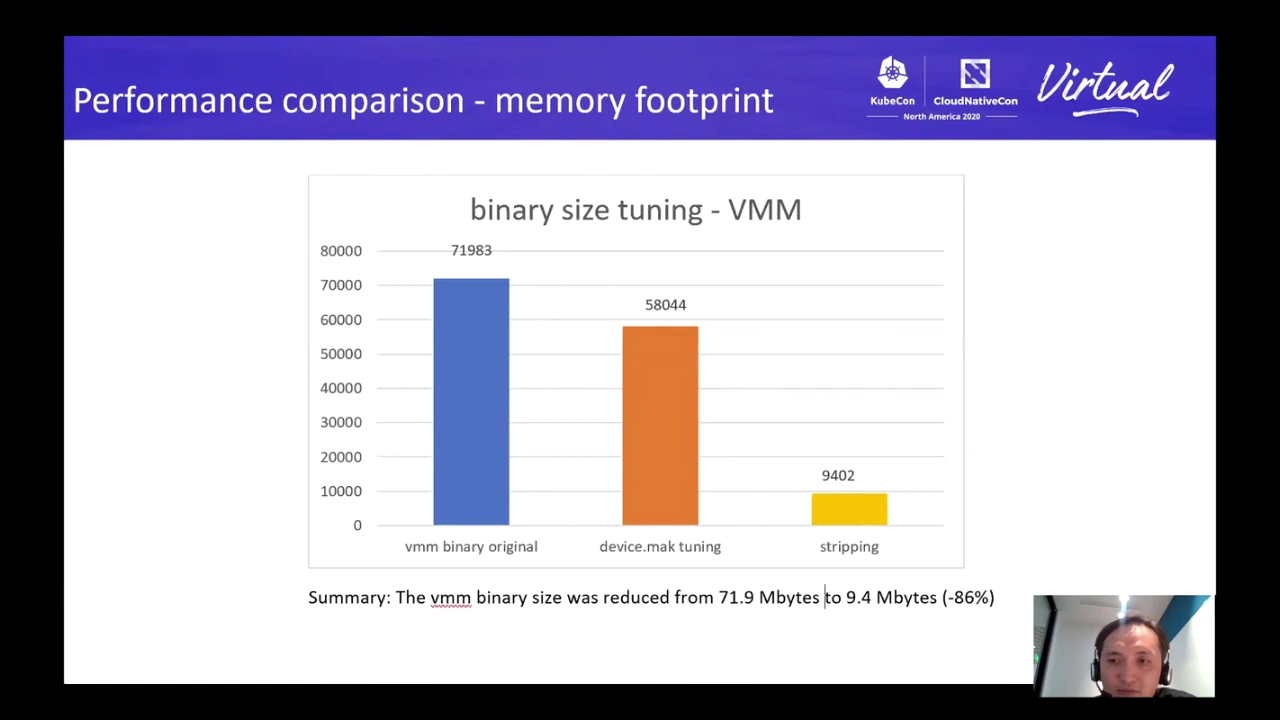 Performance comparison - memory footprint
KubeCon
CloudNativeCon
North America 2020
Virtual
binary size tuning - VMM
80000
70000
60000
50000
40000
30000
20000
10000
0
71983
58044
9402
vmm binary original
device.mak tuning
stripping
Summary: The vmm binary size was reduced from 71.9 Mbytes to 9.4 Mbytes (-86%)